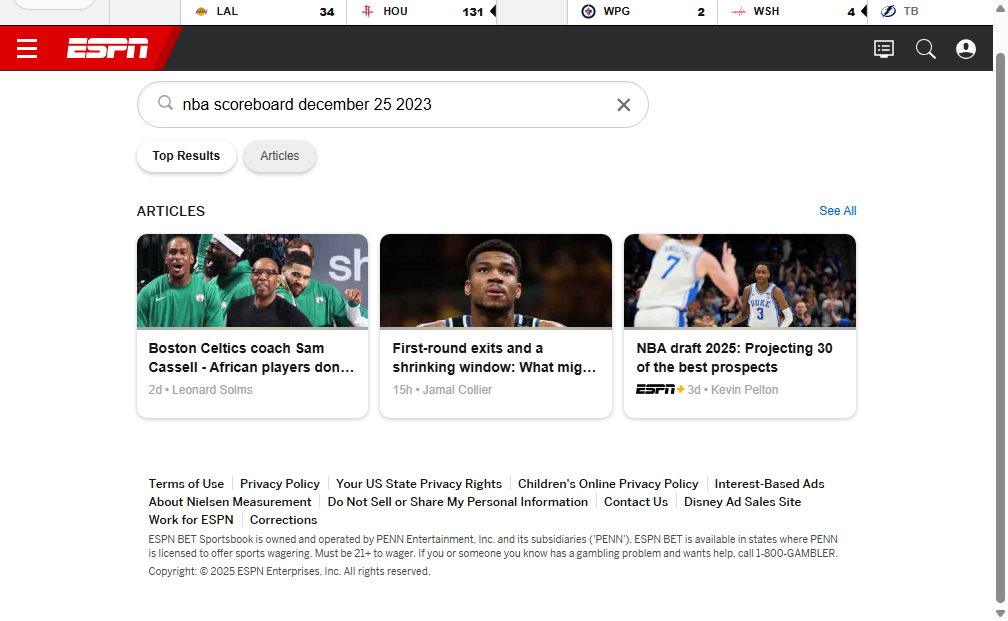 LAL 34 HOU 131 WPG 2 WSH 4 TB
ESPN
nba scoreboard december 25 2023
Top Results Articles
ARTICLES See All
Boston Celtics coach Sam
Cassell - African players don...
2d • Leonard Solms
First-round exits and a
shrinking window: What mig...
15h • Jamal Collier
7
DUKE
3
NBA draft 2025: Projecting 30
of the best prospects
ESPN+ 3d • Kevin Pelton
Terms of Use Privacy Policy Your US State Privacy Rights Children's Online Privacy Policy Interest-Based Ads
About Nielsen Measurement Do Not Sell or Share My Personal Information Contact Us Disney Ad Sales Site
Work for ESPN Corrections
ESPN BET Sportsbook is owned and operated by PENN Entertainment, Inc. and its subsidiaries ('PENN'). ESPN BET is available in states where PENN
is licensed to offer sports wagering. Must be 21+ to wager. If you or someone you know has a gambling problem and wants help, call 1-800-GAMBLER.
Copyright: © 2025 ESPN Enterprises, Inc. All rights reserved.